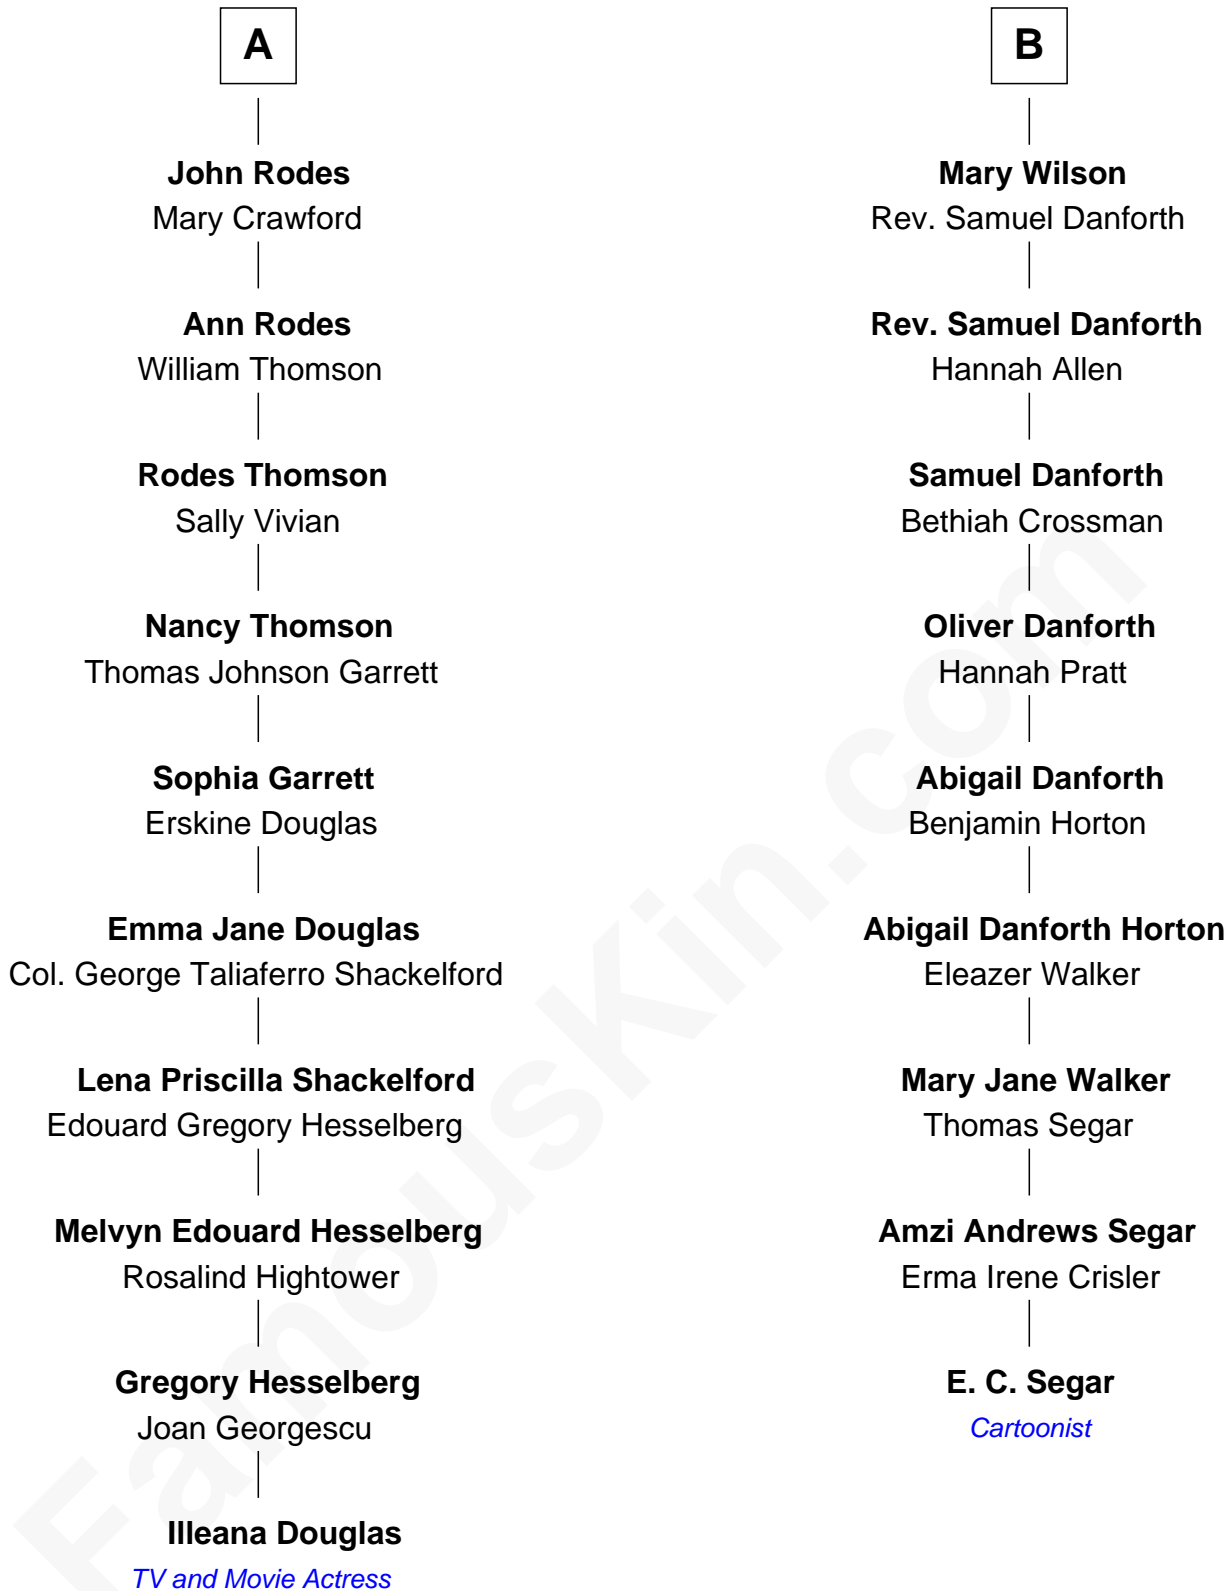 A
John Rodes
Mary Crawford
Ann Rodes
William Thomson
Rodes Thomson
Sally Vivian
Nancy Thomson
Thomas Johnson Garrett
Sophia Garrett
Erskine Douglas
Emma Jane Douglas
Col. George Taliaferro Shackelford
Lena Priscilla Shackelford
Edouard Gregory Hesselberg
Melvyn Edouard Hesselberg
Rosalind Hightower
Gregory Hesselberg
Joan Georgescu
Illeana Douglas
TV and Movie Actress
B
Mary Wilson
Rev. Samuel Danforth
Rev. Samuel Danforth
Hannah Allen
Samuel Danforth
Bethiah Crossman
Oliver Danforth
Hannah Pratt
Abigail Danforth
Benjamin Horton
Abigail Danforth Horton
Eleazer Walker
Mary Jane Walker
Thomas Segar
Amzi Andrews Segar
Erma Irene Crisler
E. C. Segar
Cartoonist
FamousKin.com